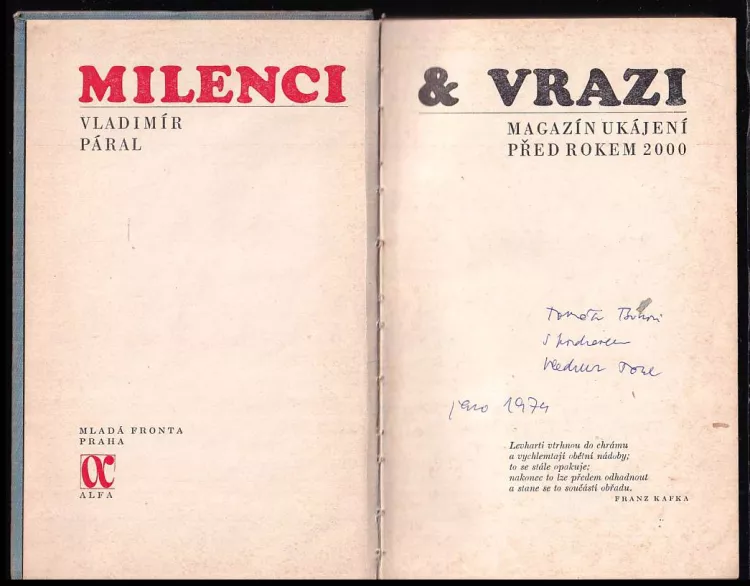 MILENCI
VLADIMÍR
PÁRAL
MLADÁ FRONTA
PRAHA
α
ALFA
& VRAZI
MAGAZÍN UKÁJENÍ
PŘED ROKEM 2000
jaro 1974
Levharti vtrhnou do chrámu
a vychlemtají obětní nádoby;
to se stále opakuje;
nakonec to lze předem odhadnout
a stane se to součástí obřadu.
FRANZ KAFKA